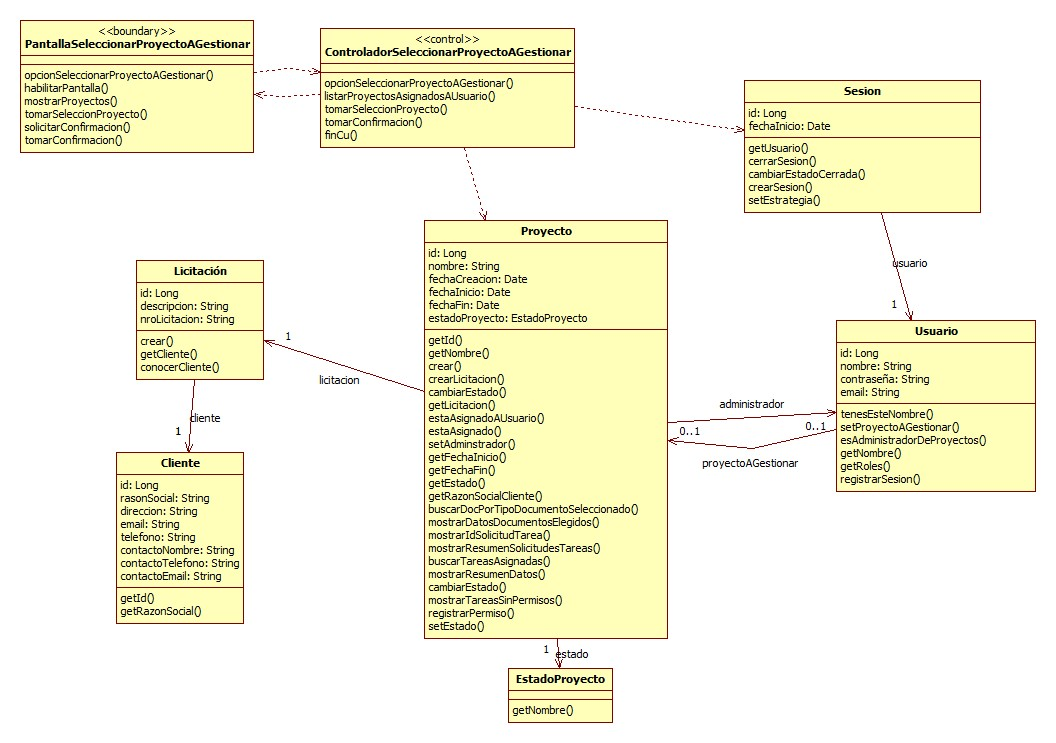 <<boundary>>
PantallaSeleccionarProyectoAGestionar
opcionSeleccionarProyectoAGestionar()
habilitarPantalla()
mostrarProyectos()
tomarSeleccionProyecto()
solicitarConfirmacion()
tomarConfirmacion()
<<control>>
ControladorSeleccionarProyectoAGestionar
opcionSeleccionarProyectoAGestionar()
listarProyectosAsignadosAUsuario()
tomarSeleccionProyecto()
tomarConfirmacion()
finCu()
Sesion
id: Long
fechaInicio: Date
getUsuario()
cerrarSesion()
cambiarEstadoCerrada()
crearSesion()
setEstrategia()
usuario
1
Licitación
id: Long
descripcion: String
nroLicitacion: String
crear()
getCliente()
conocerCliente()
1
licitacion
cliente
1
Cliente
id: Long
rasonSocial: String
direccion: String
email: String
telefono: String
contactoNombre: String
contactoTelefono: String
contactoEmail: String
getId()
getRazonSocial()
Proyecto
id: Long
nombre: String
fechaCreacion: Date
fechaInicio: Date
fechaFin: Date
estadoProyecto: EstadoProyecto
getId()
getNombre()
crear()
crearLicitacion()
cambiarEstado()
getLicitacion()
estaAsignadoAUsuario()
estaAsignado()
setAdminstrador()
getFechaInicio()
getFechaFin()
getEstado()
getRazonSocialCliente()
buscarDocPorTipoDocumentoSeleccionado()
mostrarDatosDocumentosElegidos()
mostrarIdSolicitudTarea()
mostrarResumenSolicitudesTareas()
buscarTareasAsignadas()
mostrarResumenDatos()
cambiarEstado()
mostrarTareasSinPermisos()
registrarPermiso()
setEstado()
administrador
0..1
0..1
proyectoAGestionar
Usuario
id: Long
nombre: String
contraseña: String
email: String
tenesEsteNombre()
setProyectoAGestionar()
esAdministradorDeProyectos()
getNombre()
getRoles()
registrarSesion()
1
estado
EstadoProyecto
getNombre()